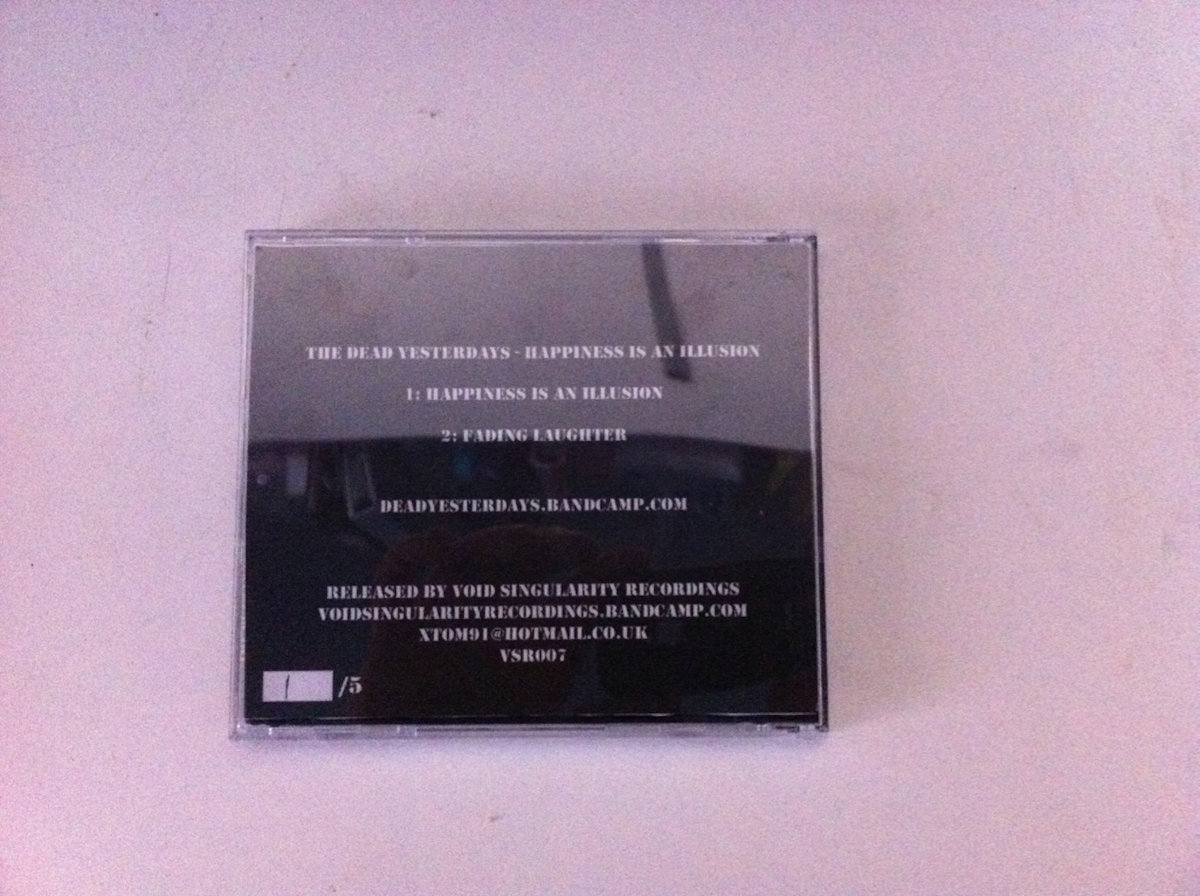 THE DEAD YESTERDAYS - HAPPINESS IS AN ILLUSION
1: HAPPINESS IS AN ILLUSION
2: FADING LAUGHTER
DEADYESTERDAYS.BANDCAMP.COM
RELEASED BY VOID SINGULARITY RECORDINGS
VOIDSINGULARITYRECORDINGS.BANDCAMP.COM
XTOM91@HOTMAIL.CO.UK
VSR007
1 /5